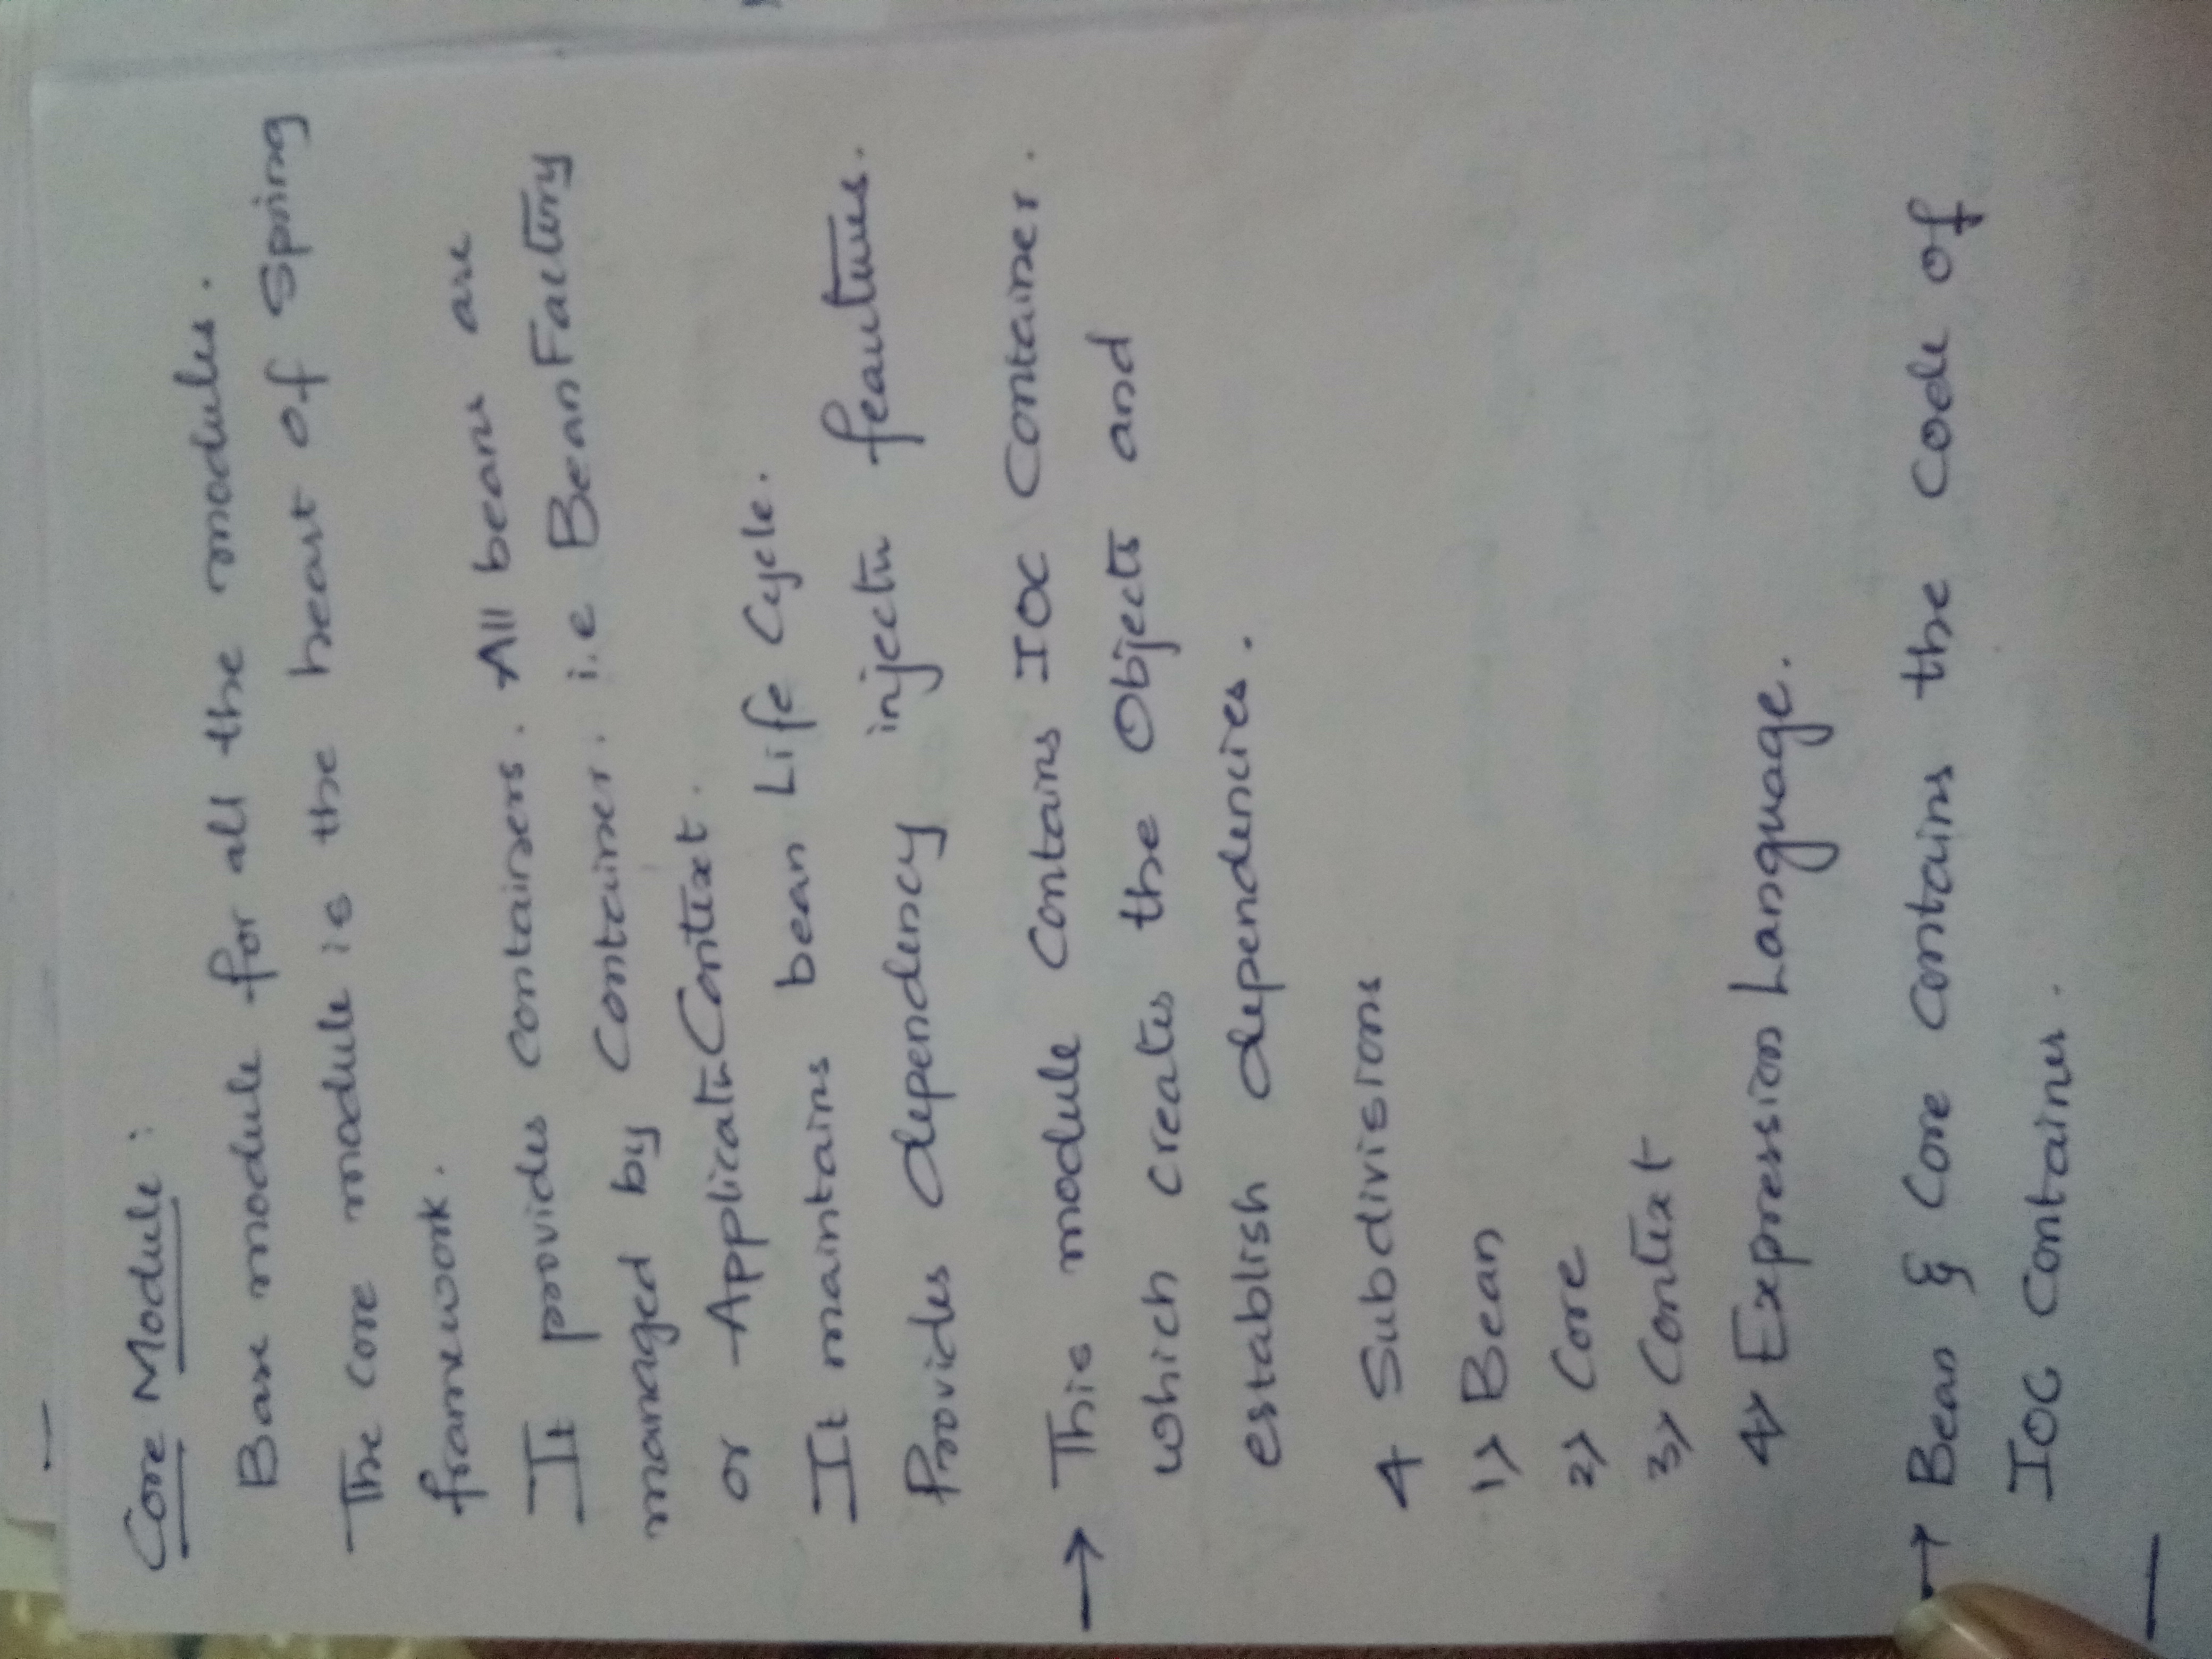 Core Module:
Base module for all the modules.
The core module is the heart of Spring
framework.
It provides containers. All beans are
managed by Container. i.e BeanFactory
or ApplicatnContext.
It maintains bean Life Cycle.
Provides dependency injectn features.
→ This module Contains IOC Container.
which creates the Objects and
establish dependencies.
4 Subdivisions
1> Bean
2> Core
3> Context
4> Expression Language.
→ Bean & Core Contains the Code of
IOC Container.